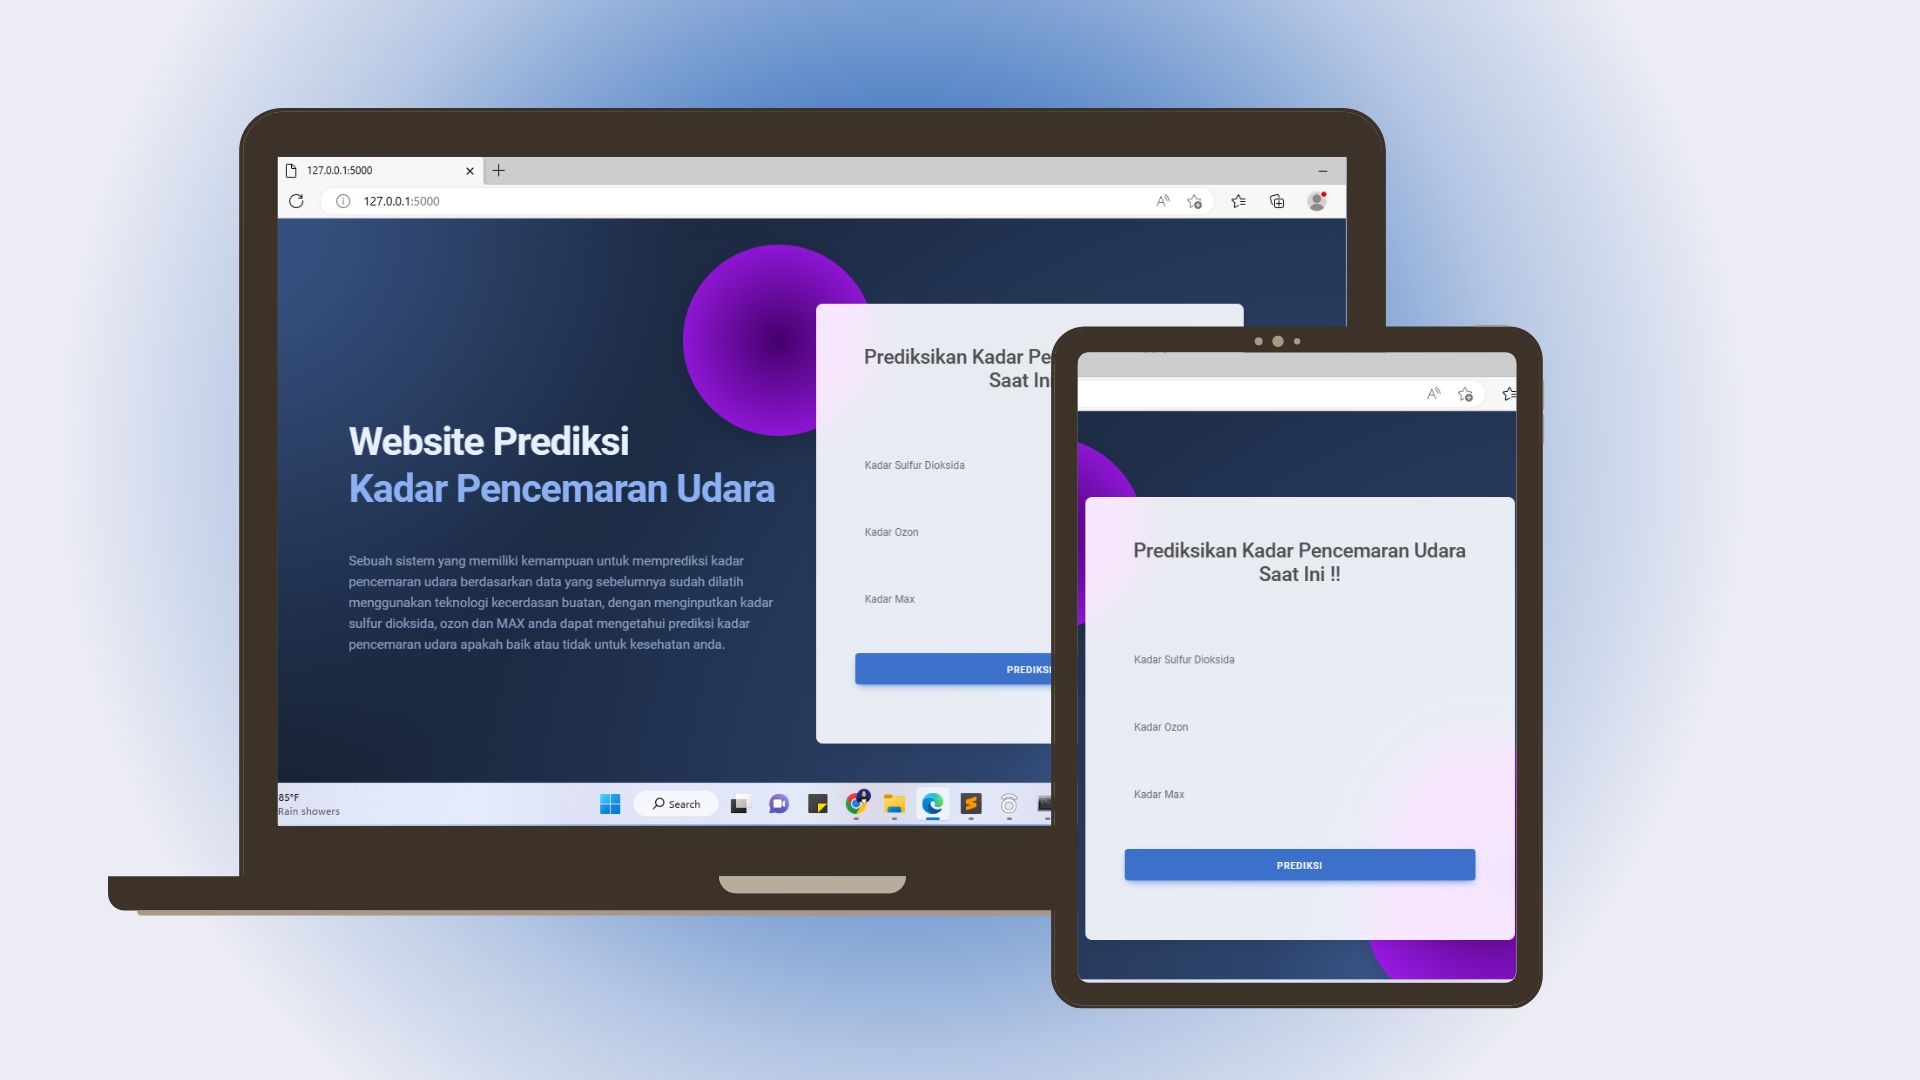 127.0.0.1:5000
127.0.0.1:5000
Website Prediksi
Kadar Pencemaran Udara
Sebuah sistem yang memiliki kemampuan untuk memprediksi kadar
pencemaran udara berdasarkan data yang sebelumnya sudah dilatih
menggunakan teknologi kecerdasan buatan, dengan menginputkan kadar
sulfur dioksida, ozon dan MAX anda dapat mengetahui prediksi kadar
pencemaran udara apakah baik atau tidak untuk kesehatan anda.
Prediksikan Kadar Pe
Saat Ini
Kadar Sulfur Dioksida
Kadar Ozon
Kadar Max
PREDIKSI
85°F
Rain showers
Search
Prediksikan Kadar Pencemaran Udara
Saat Ini !!
Kadar Sulfur Dioksida
Kadar Ozon
Kadar Max
PREDIKSI